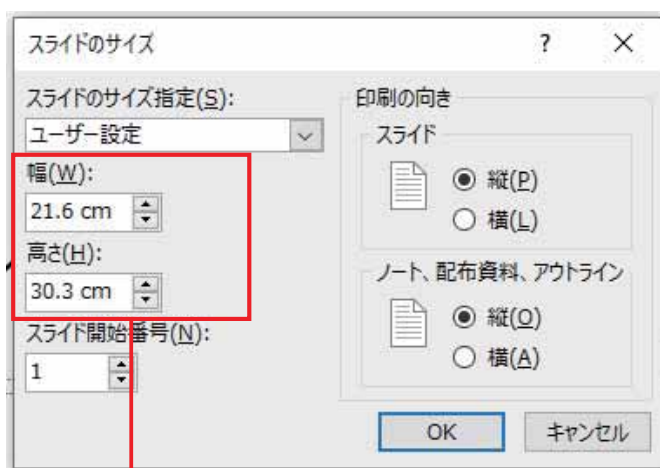 スライドのサイズ
スライドのサイズ指定(S):
ユーザー設定
幅(W):
21.6 cm
高さ(H):
30.3 cm
スライド開始番号(N):
1
印刷の向き
スライド
縦(P)
横(L)
ノート、配布資料、アウトライン
縦(O)
横(A)
OK
キャンセル